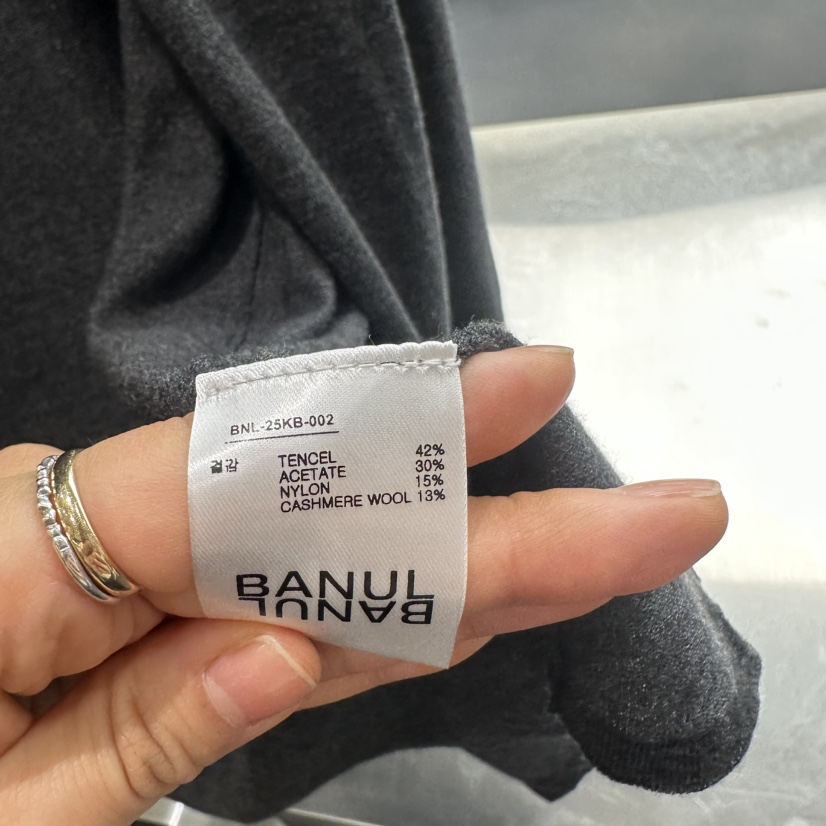 BNL-25KB-002
겉감
TENCEL 42%
ACETATE 30%
NYLON 15%
CASHMERE WOOL 13%
BANUL
BANUL